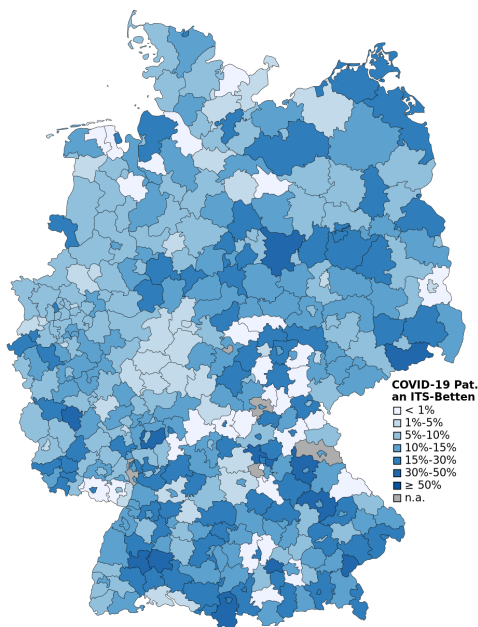 COVID-19 Pat.
an ITS-Betten
< 1%
1%-5%
5%-10%
10%-15%
15%-30%
30%-50%
≥ 50%
n.a.